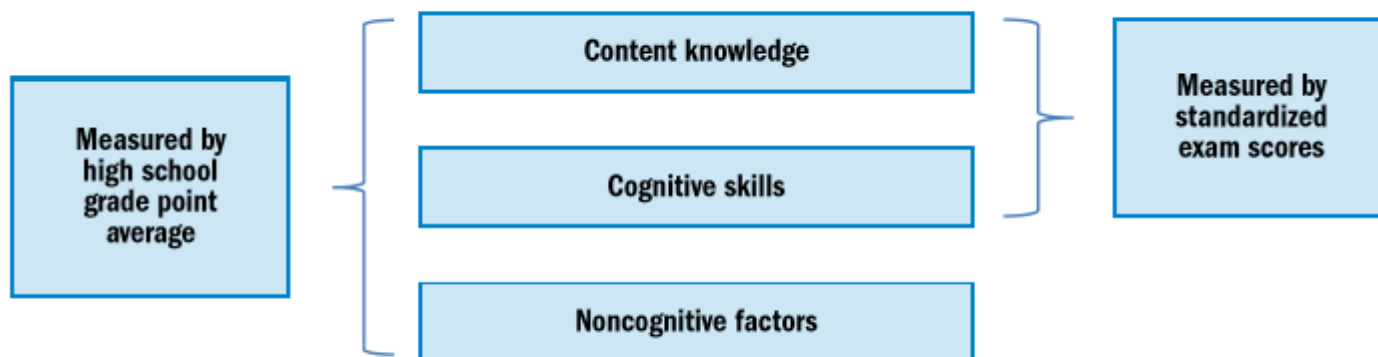 Measured by
high school
grade point
average
Content knowledge
Cognitive skills
Noncognitive factors
Measured by
standardized
exam scores